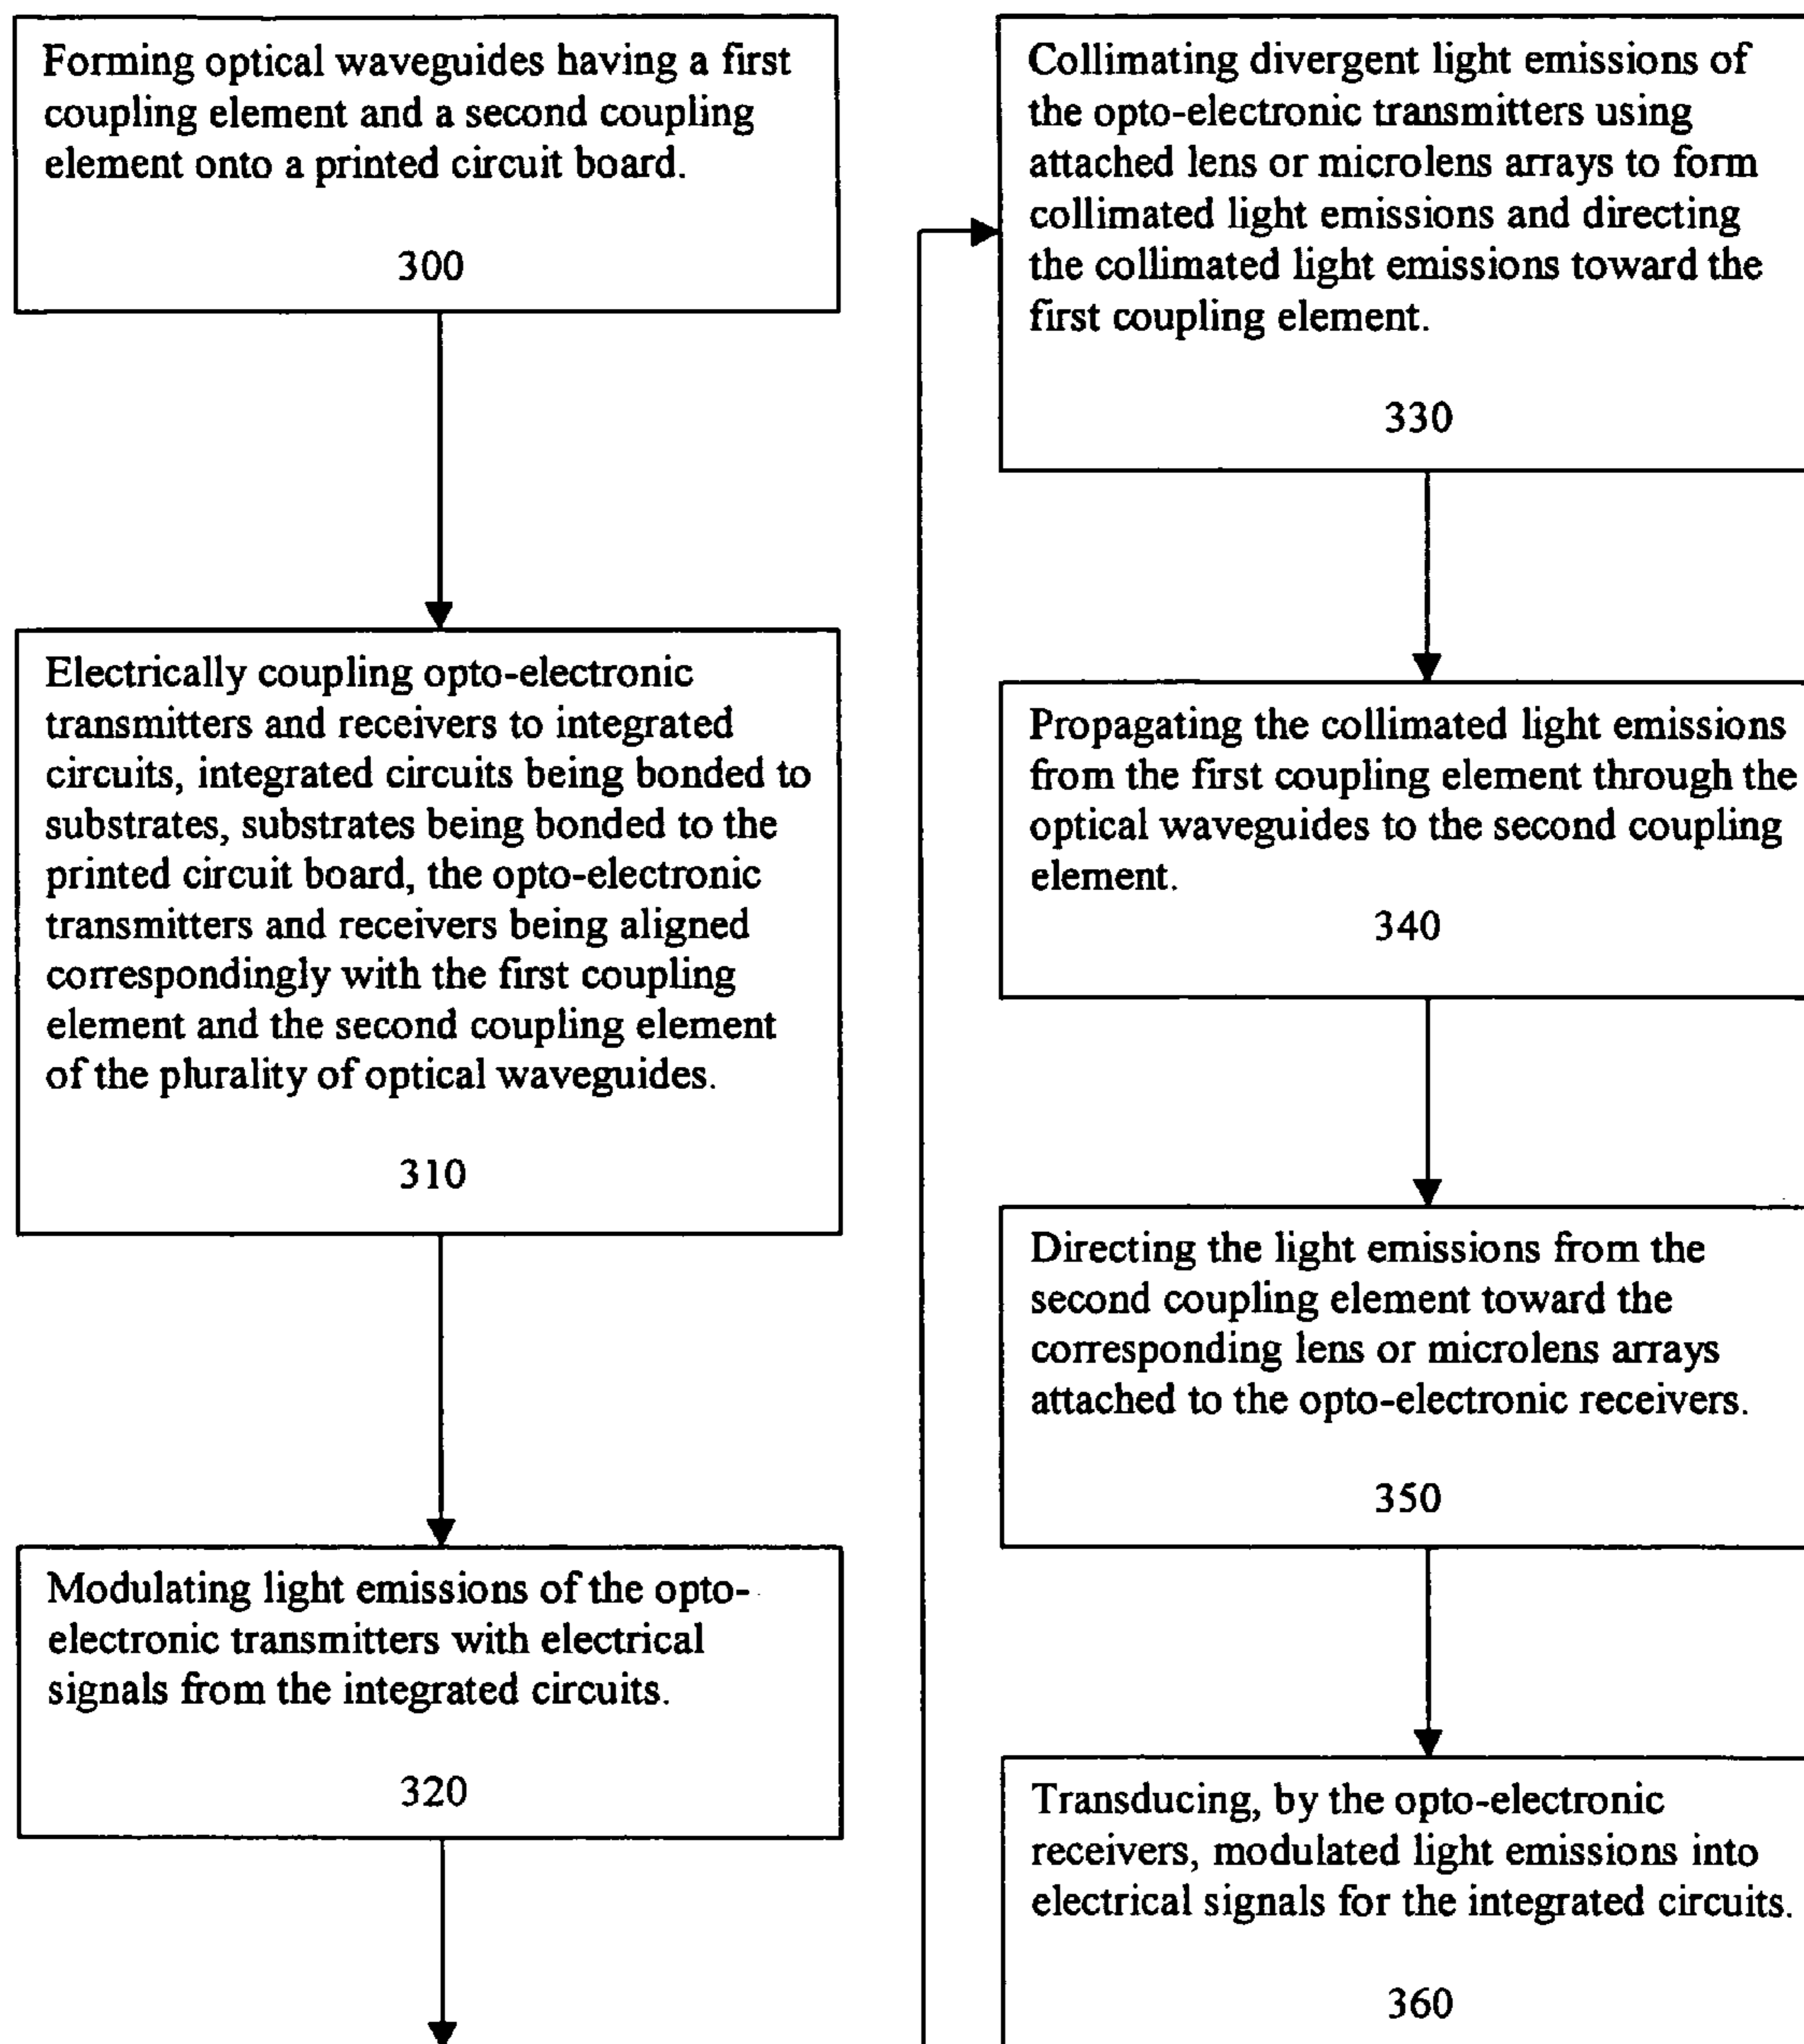 Forming optical waveguides having a first
coupling element and a second coupling
element onto a printed circuit board.
300
Electrically coupling opto-electronic
transmitters and receivers to integrated
circuits, integrated circuits being bonded to
substrates, substrates being bonded to the
printed circuit board, the opto-electronic
transmitters and receivers being aligned
correspondingly with the first coupling
element and the second coupling element
of the plurality of optical waveguides.
310
Modulating light emissions of the opto-
electronic transmitters with electrical
signals from the integrated circuits.
320
Collimating divergent light emissions of
the opto-electronic transmitters using
attached lens or microlens arrays to form
collimated light emissions and directing
the collimated light emissions toward the
first coupling element.
330
Propagating the collimated light emissions
from the first coupling element through the
optical waveguides to the second coupling
element.
340
Directing the light emissions from the
second coupling element toward the
corresponding lens or microlens arrays
attached to the opto-electronic receivers.
350
Transducing, by the opto-electronic
receivers, modulated light emissions into
electrical signals for the integrated circuits.
360